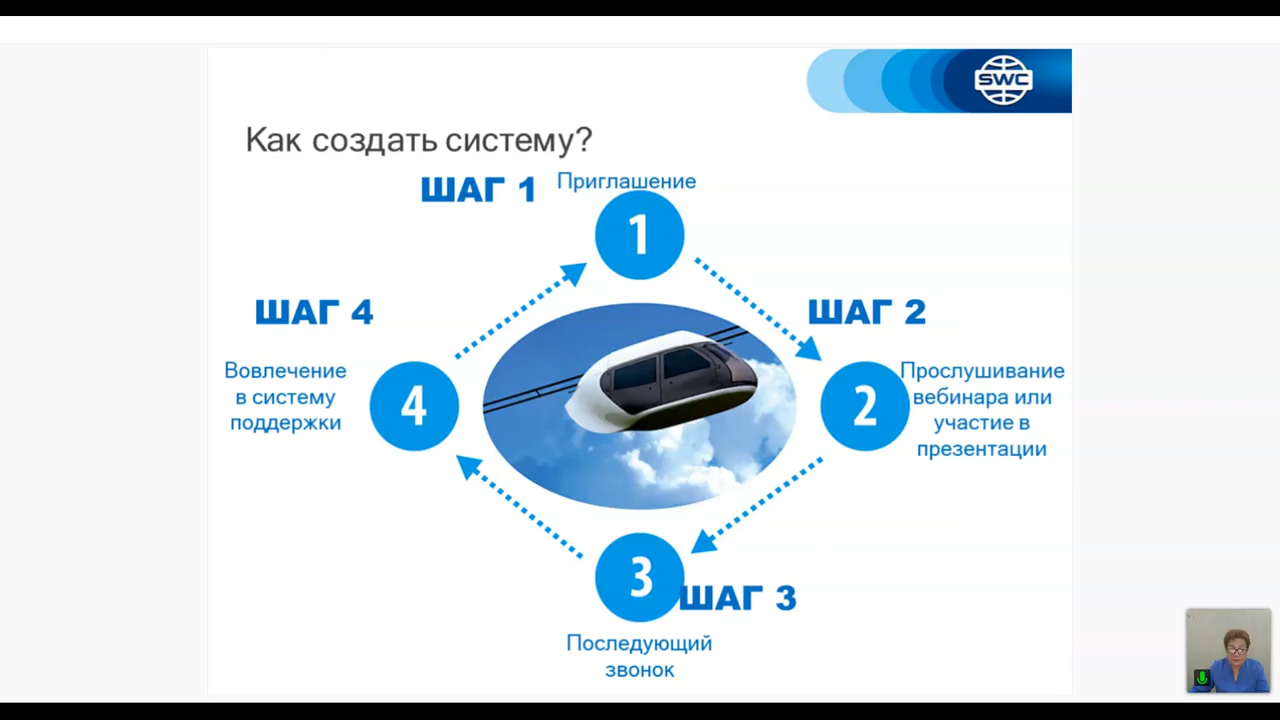 SWC
Как создать систему?
ШАГ 1
Приглашение
1
ШАГ 4
ШАГ 2
Вовлечение
в систему
поддержки
4
2
Прослушивание
вебинара или
участие в
презентации
3
ШАГ 3
Последующий
звонок